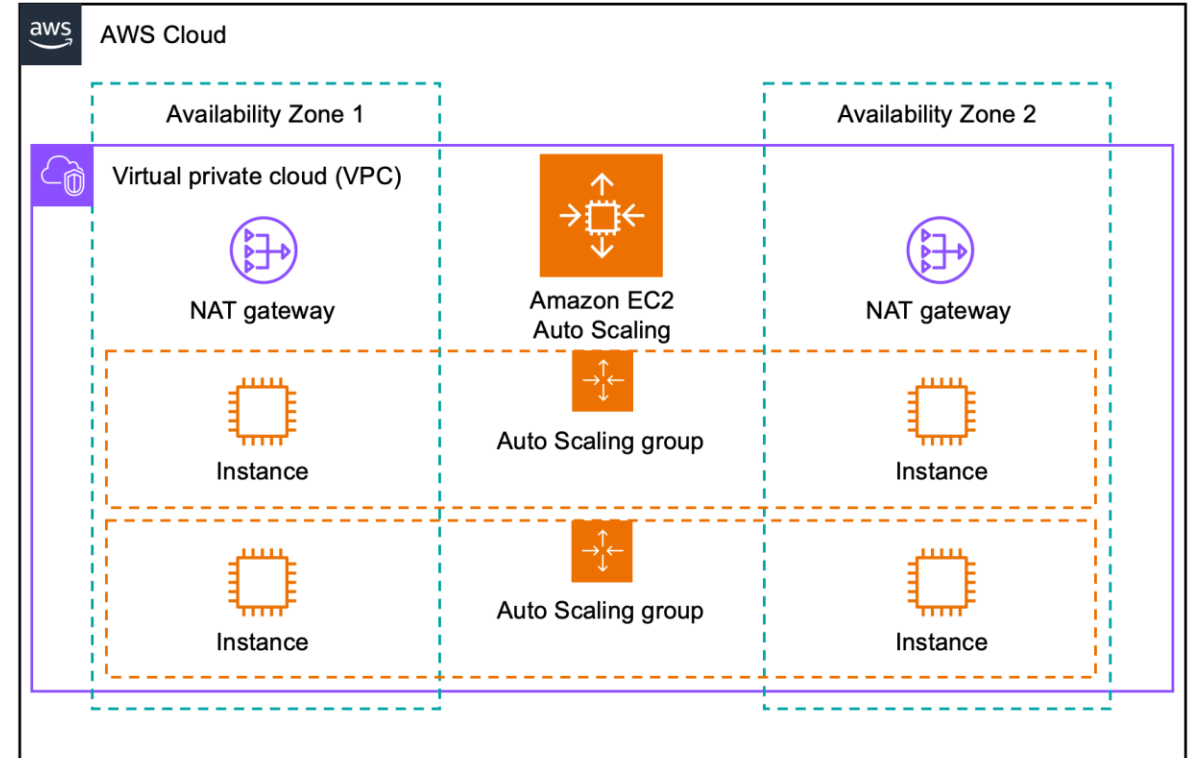 aws
AWS Cloud
Availability Zone 1
Availability Zone 2
Virtual private cloud (VPC)
NAT gateway
Amazon EC2
Auto Scaling
NAT gateway
Instance
Auto Scaling group
Instance
Instance
Auto Scaling group
Instance